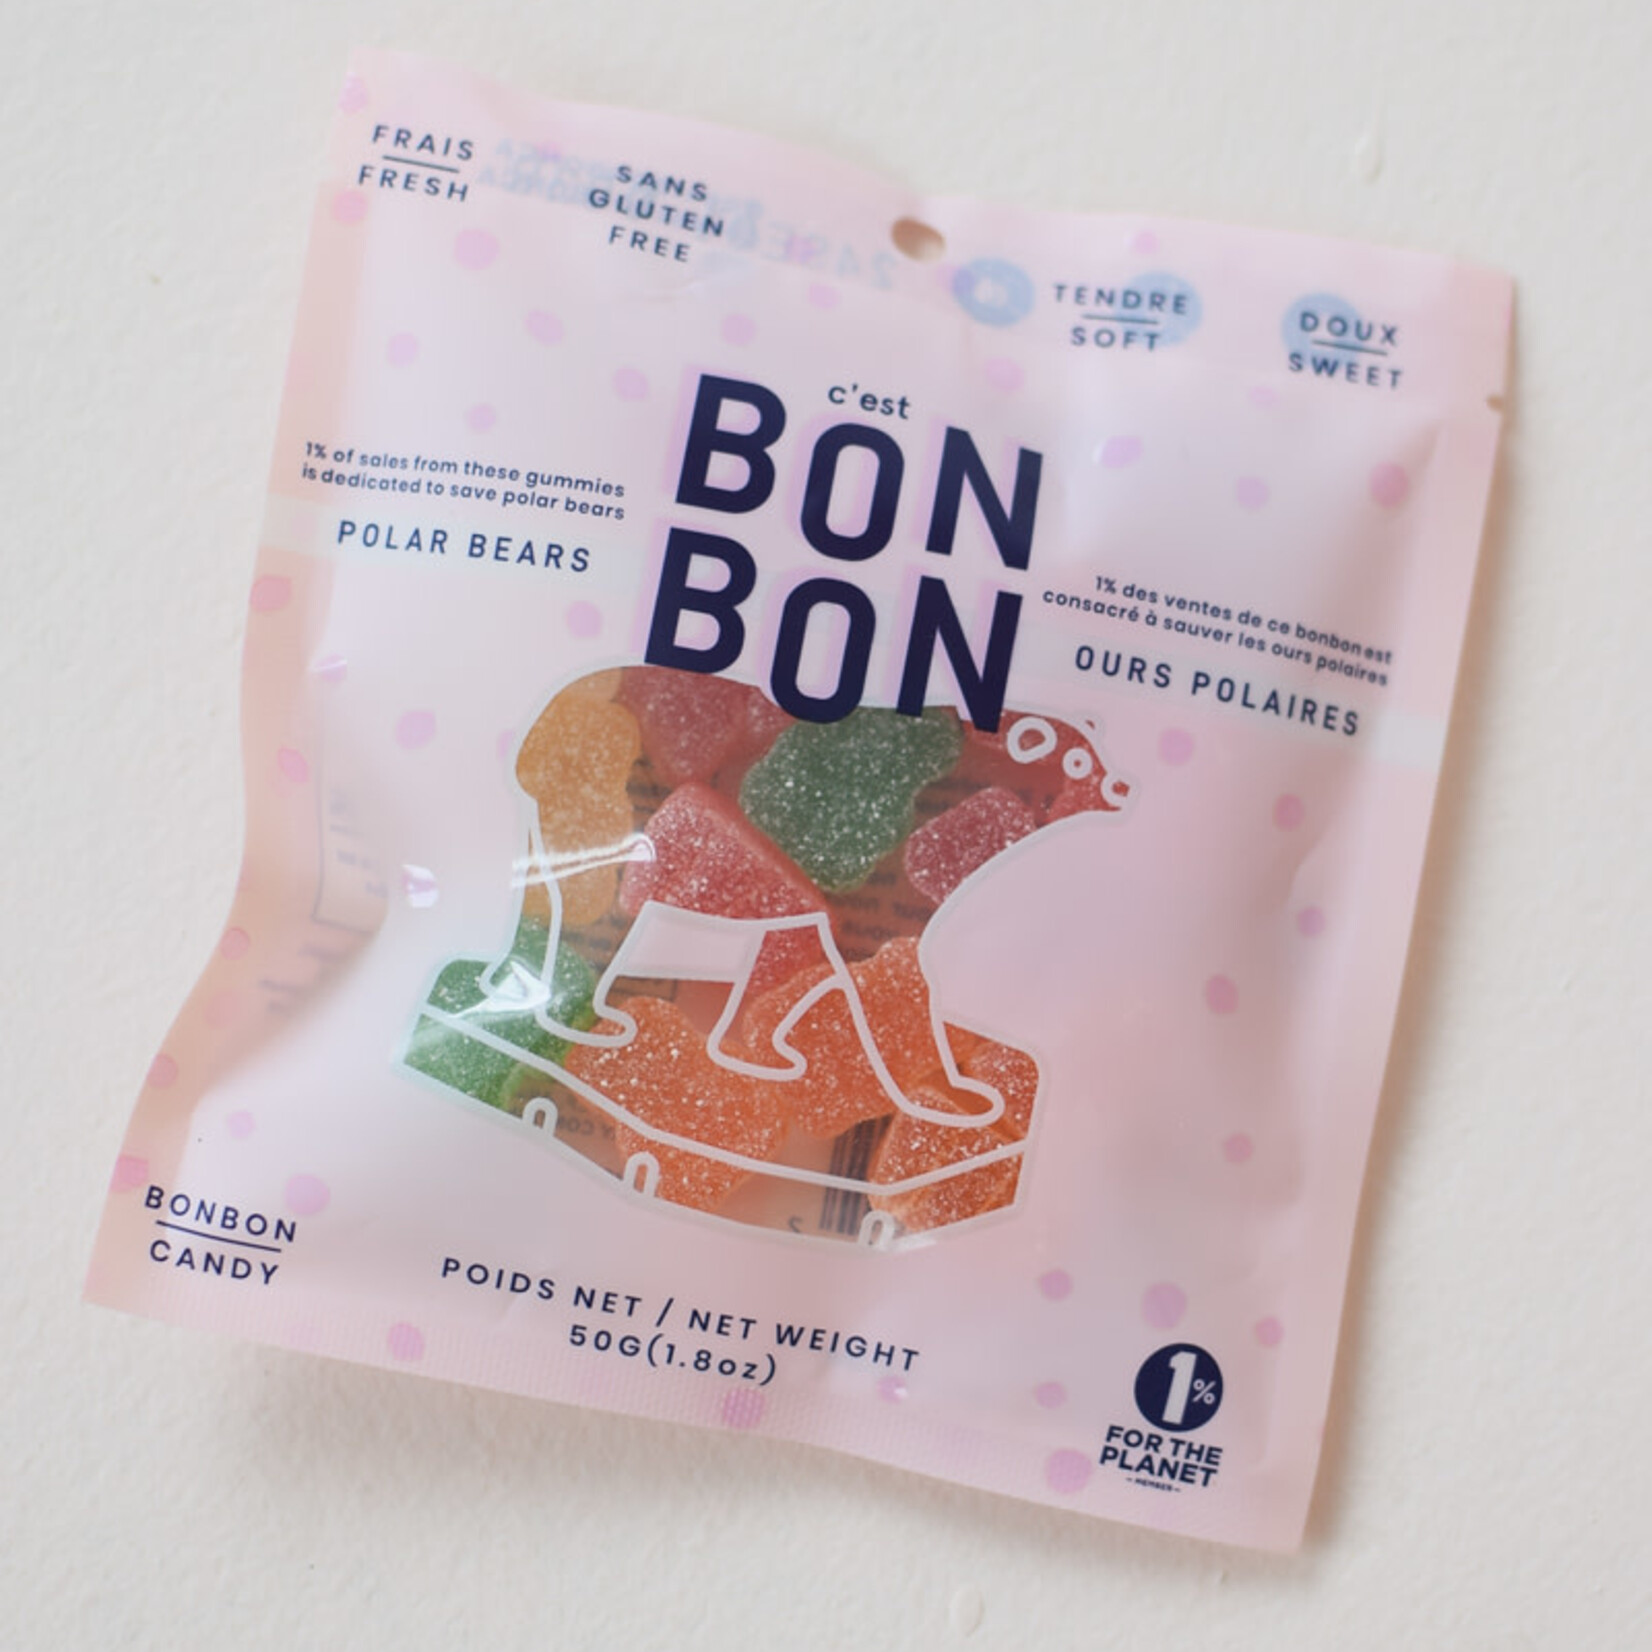 FRAIS
FRESH
SANS
GLUTEN
FREE
TENDRE
SOFT
DOUX
SWEET
c'est
BON
BON
1% of sales from these gummies
is dedicated to save polar bears
POLAR BEARS
1% des ventes de ce bonbon est
consacré à sauver les ours polaires
OURS POLAIRES
BONBON
CANDY
POIDS NET / NET WEIGHT
50G(1.8oz)
1%
FOR THE
PLANET
MEMBER